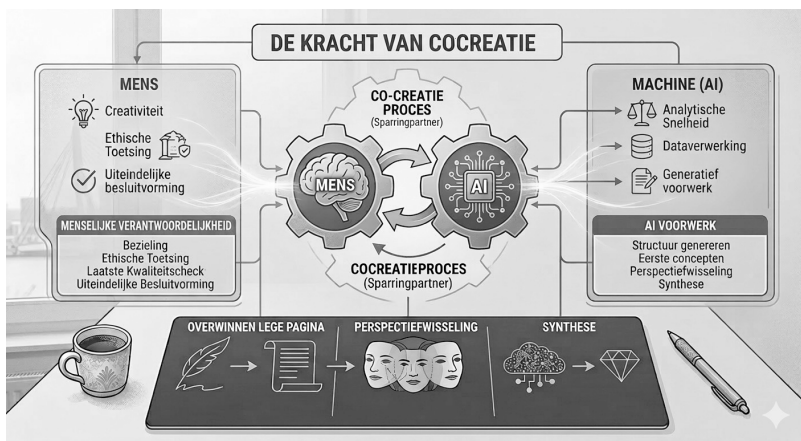 DE KRACHT VAN COCREATIE
MENS
Creativiteit
Ethische
Toetsing
Uiteindelijke
besluitvorming
MENSELIJKE VERANTWOORDELIJKHEID
Bezieling
Ethische Toetsing
Laatste Kwaliteitscheck
Uiteindelijke Besluitvorming
CO-CREATIE
PROCES
(Sparringpartner)
MENS
AI
COCREATIEPROCES
(Sparringpartner)
MACHINE (AI)
Analytische
Snelheid
Dataverwerking
Generatief
voorwerk
AI VOORWERK
Structuur genereren
Eerste concepten
Perspectiefwisseling
Synthese
OVERWINNEN LEGE PAGINA
PERSPECTIEFWISSELING
SYNTHESE